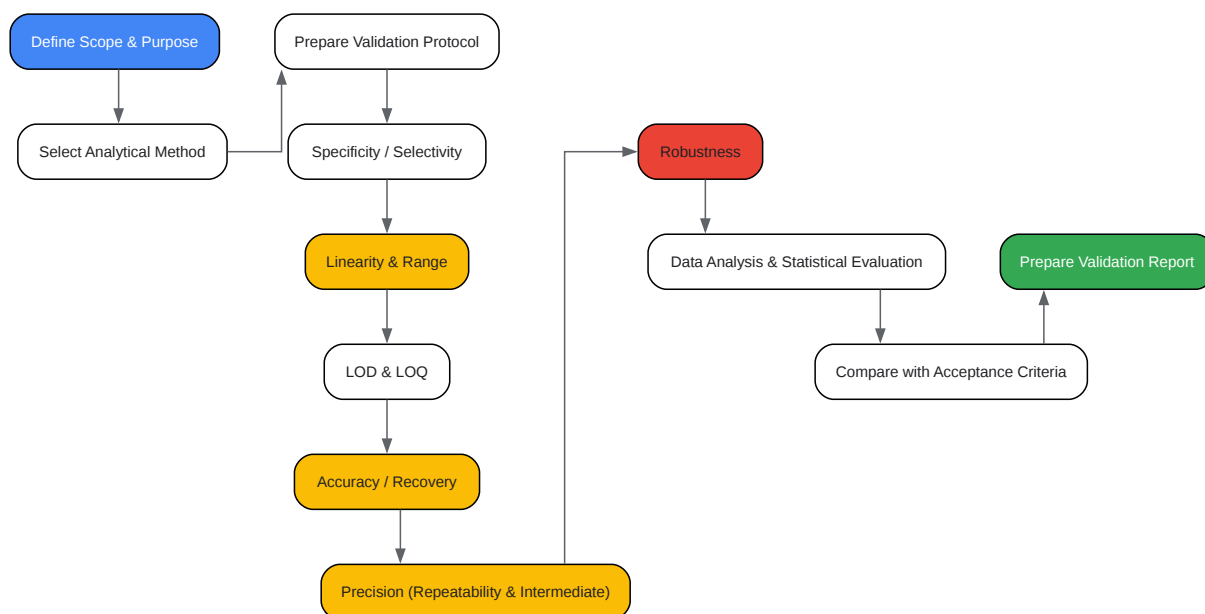 Define Scope & Purpose
Select Analytical Method
Prepare Validation Protocol
Specificity / Selectivity
Linearity & Range
LOD & LOQ
Accuracy / Recovery
Precision (Repeatability & Intermediate)
Robustness
Data Analysis & Statistical Evaluation
Compare with Acceptance Criteria
Prepare Validation Report